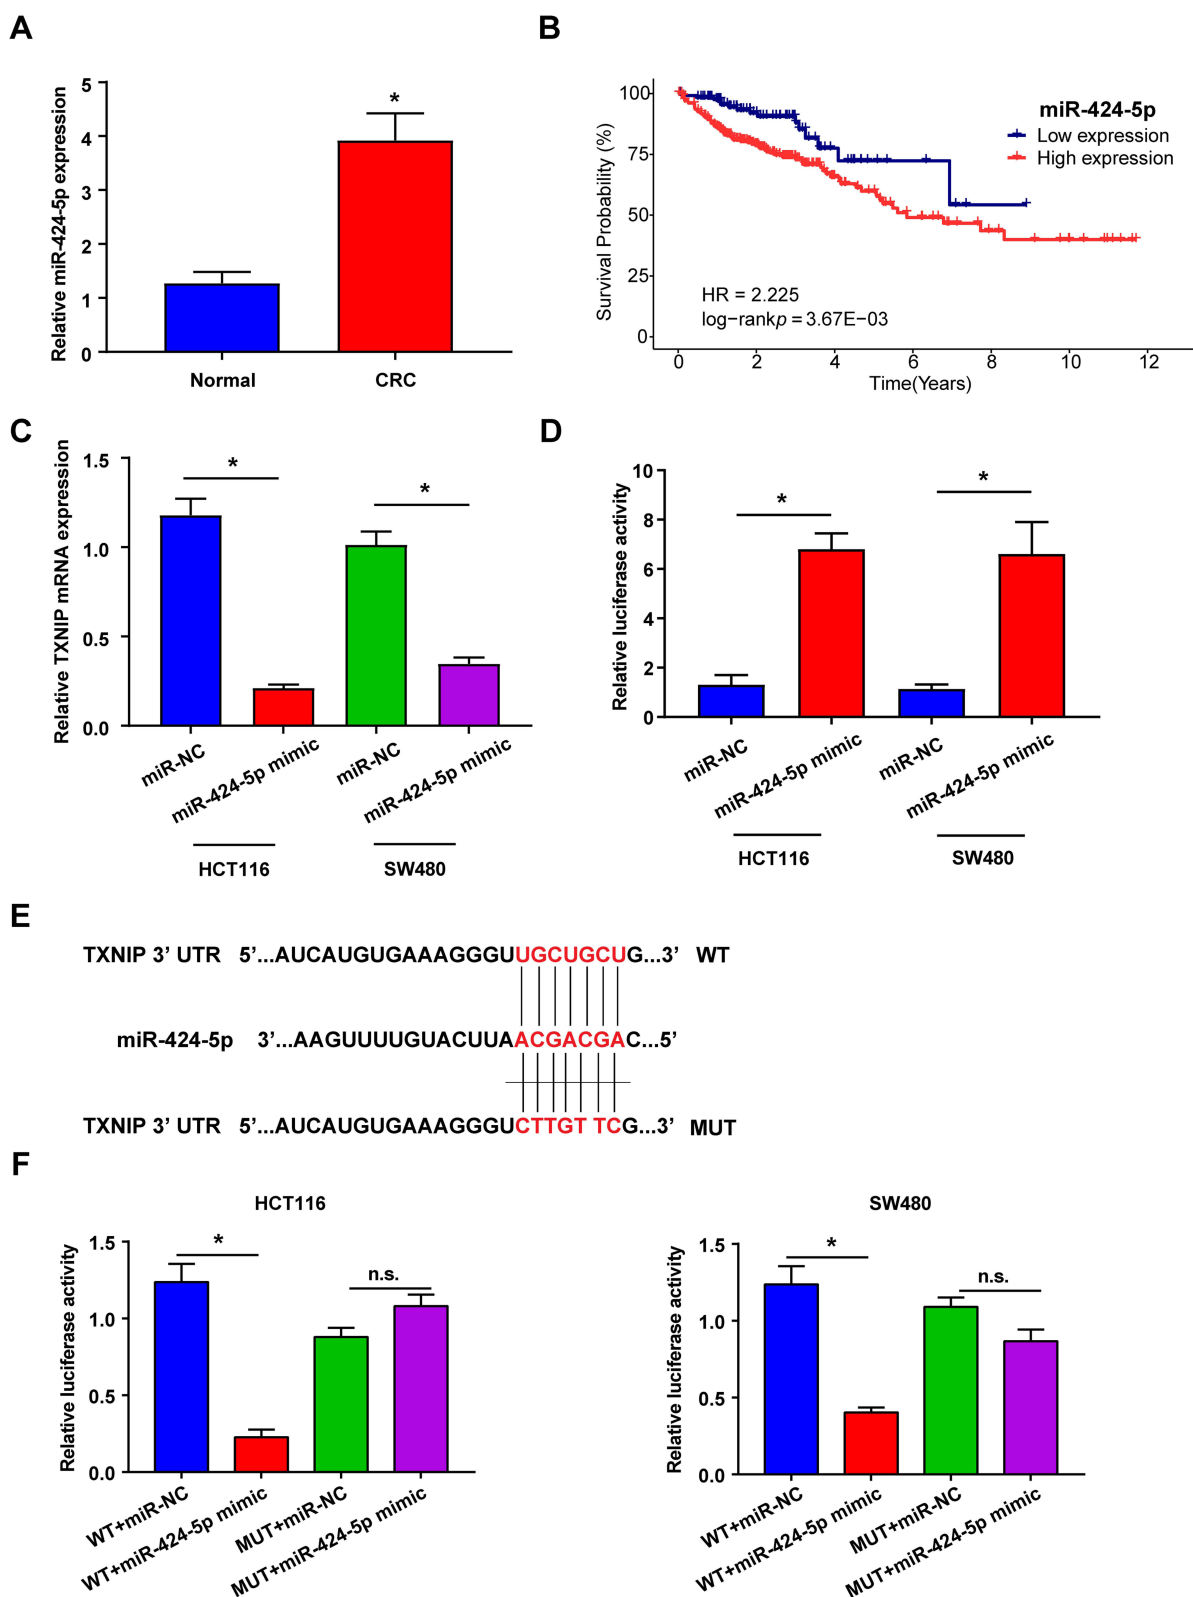 A
Relative miR-424-5p expression
5
4
3
2
1
0
*
Normal
CRC
B
Survival Probability (%)
100
75
50
25
0
miR-424-5p
Low expression
High expression
HR = 2.225
log−rankp = 3.67E−03
0 2 4 6 8 10 12
Time(Years)
C
Relative TXNIP mRNA expression
1.5
1.0
0.5
0.0
*
*
miR-NC
miR-424-5p mimic
miR-NC
miR-424-5p mimic
HCT116
SW480
D
Relative luciferase activity
10
8
6
4
2
0
*
*
miR-NC
miR-424-5p mimic
miR-NC
miR-424-5p mimic
HCT116
SW480
E
TXNIP 3’ UTR 5’...AUCAUGUGAAAGGGUUGCUGCUG...3’ WT
miR-424-5p 3’...AAGUUUUGUACUUAACGACGAC...5’
TXNIP 3’ UTR 5’...AUCAUGUGAAAGGGUCTTGT TCG...3’ MUT
F
HCT116
Relative luciferase activity
1.5
1.0
0.5
0.0
*
n.s.
WT+miR-NC
WT+miR-424-5p mimic
MUT+miR-NC
MUT+miR-424-5p mimic
SW480
Relative luciferase activity
1.5
1.0
0.5
0.0
*
n.s.
WT+miR-NC
WT+miR-424-5p mimic
MUT+miR-NC
MUT+miR-424-5p mimic